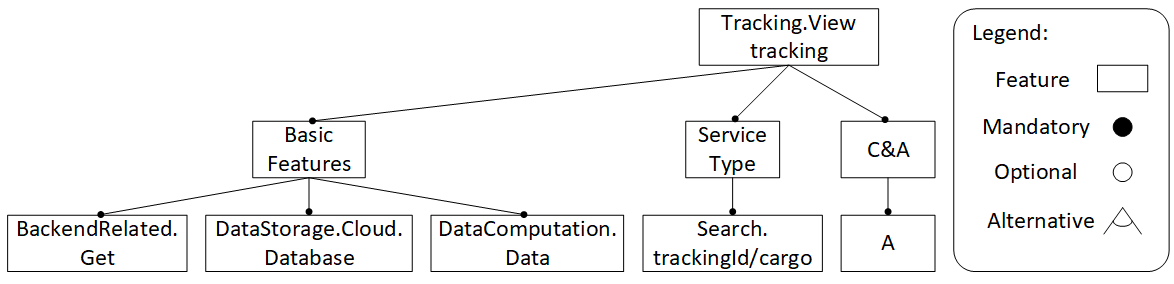 Tracking.View
tracking
Basic
Features
Service
Type
C&A
BackendRelated.
Get
DataStorage.Cloud.
Database
DataComputation.
Data
Search.
trackingId/cargo
A
Legend:
Feature
Mandatory
Optional
Alternative